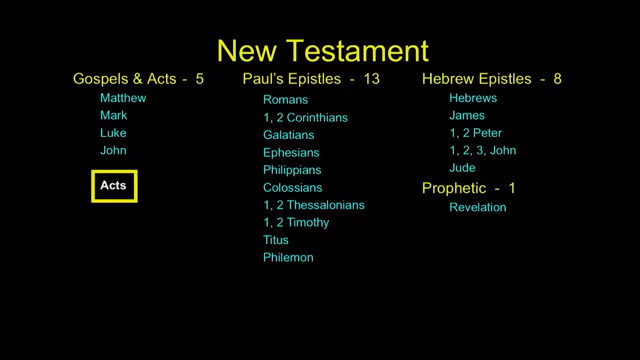 New Testament
Gospels & Acts - 5
Matthew
Mark
Luke
John
Acts
Paul's Epistles - 13
Romans
1, 2 Corinthians
Galatians
Ephesians
Philippians
Colossians
1, 2 Thessalonians
1, 2 Timothy
Titus
Philemon
Hebrew Epistles - 8
Hebrews
James
1, 2 Peter
1, 2, 3, John
Jude
Prophetic - 1
Revelation